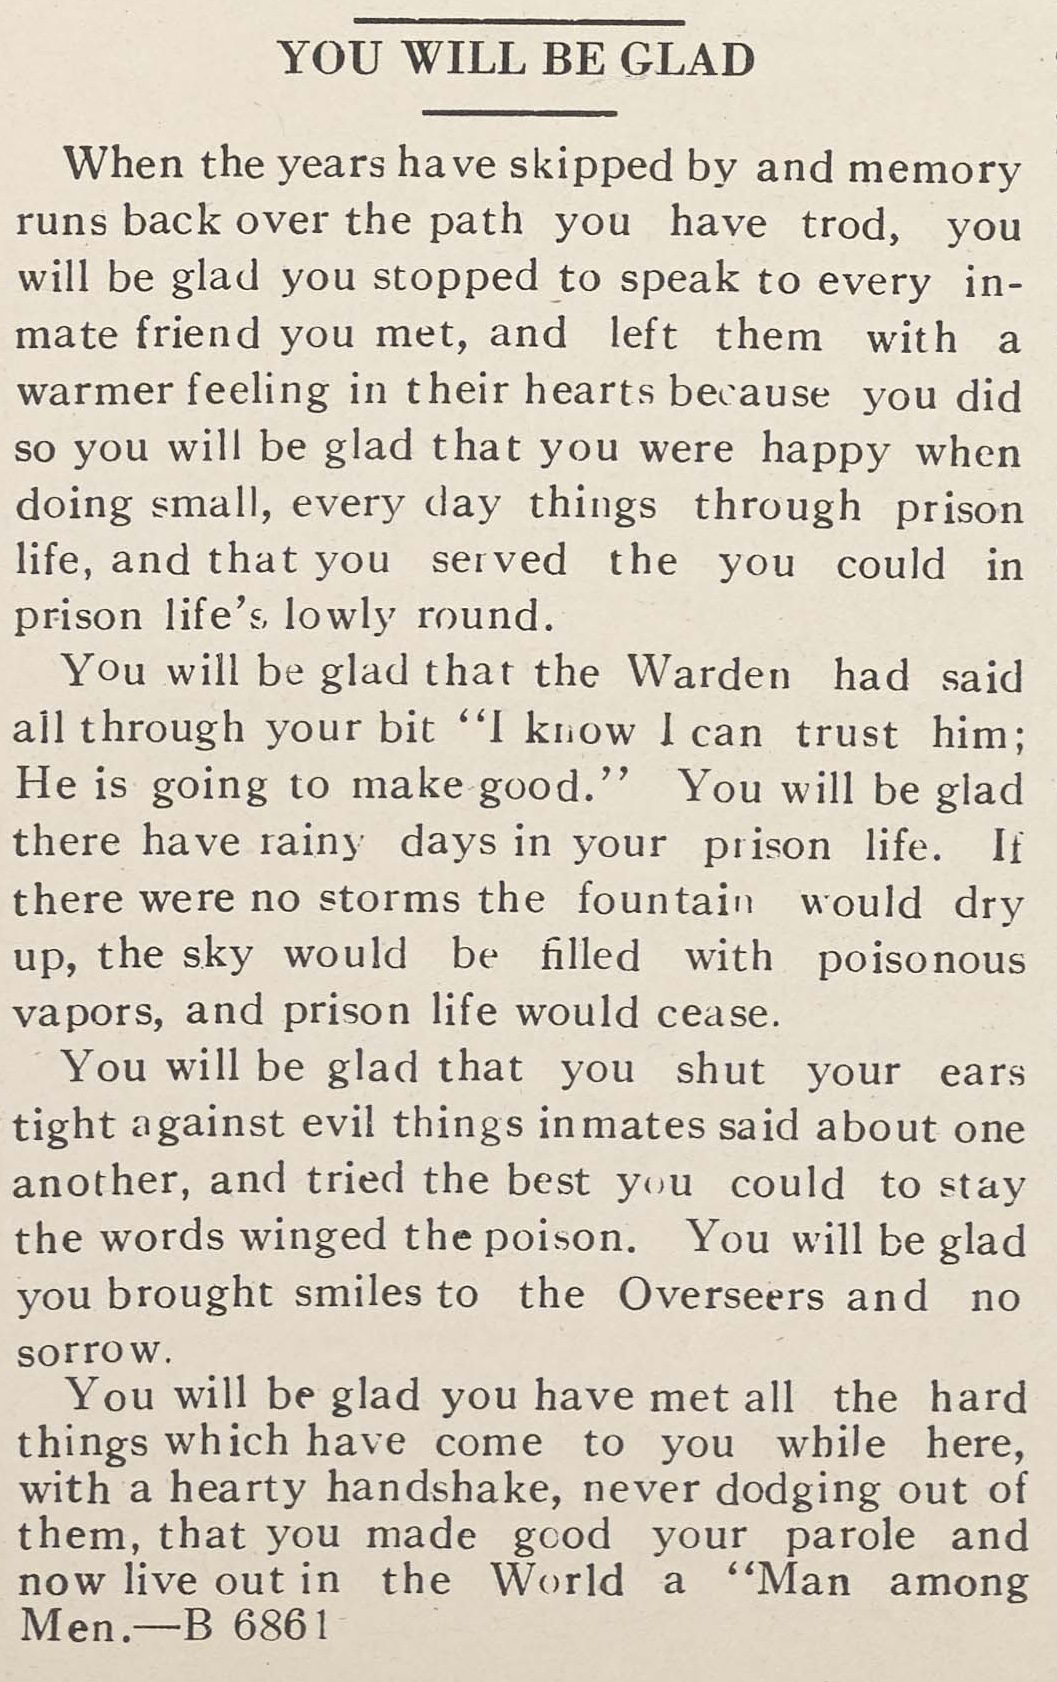 YOU WILL BE GLAD
When the years have skipped by and memory
runs back over the path you have trod, you
will be glad you stopped to speak to every in-
mate friend you met, and left them with a
warmer feeling in their hearts because you did
so you will be glad that you were happy when
doing small, every day things through prison
life, and that you served the you could in
prison life's lowly round.
You will be glad that the Warden had said
all through your bit "I know I can trust him;
He is going to make good." You will be glad
there have rainy days in your prison life. If
there were no storms the fountain would dry
up, the sky would be filled with poisonous
vapors, and prison life would cease.
You will be glad that you shut your ears
tight against evil things inmates said about one
another, and tried the best you could to stay
the words winged the poison. You will be glad
you brought smiles to the Overseers and no
sorrow.
You will be glad you have met all the hard
things which have come to you while here,
with a hearty handshake, never dodging out of
them, that you made good your parole and
now live out in the World a "Man among
Men.—B 6861